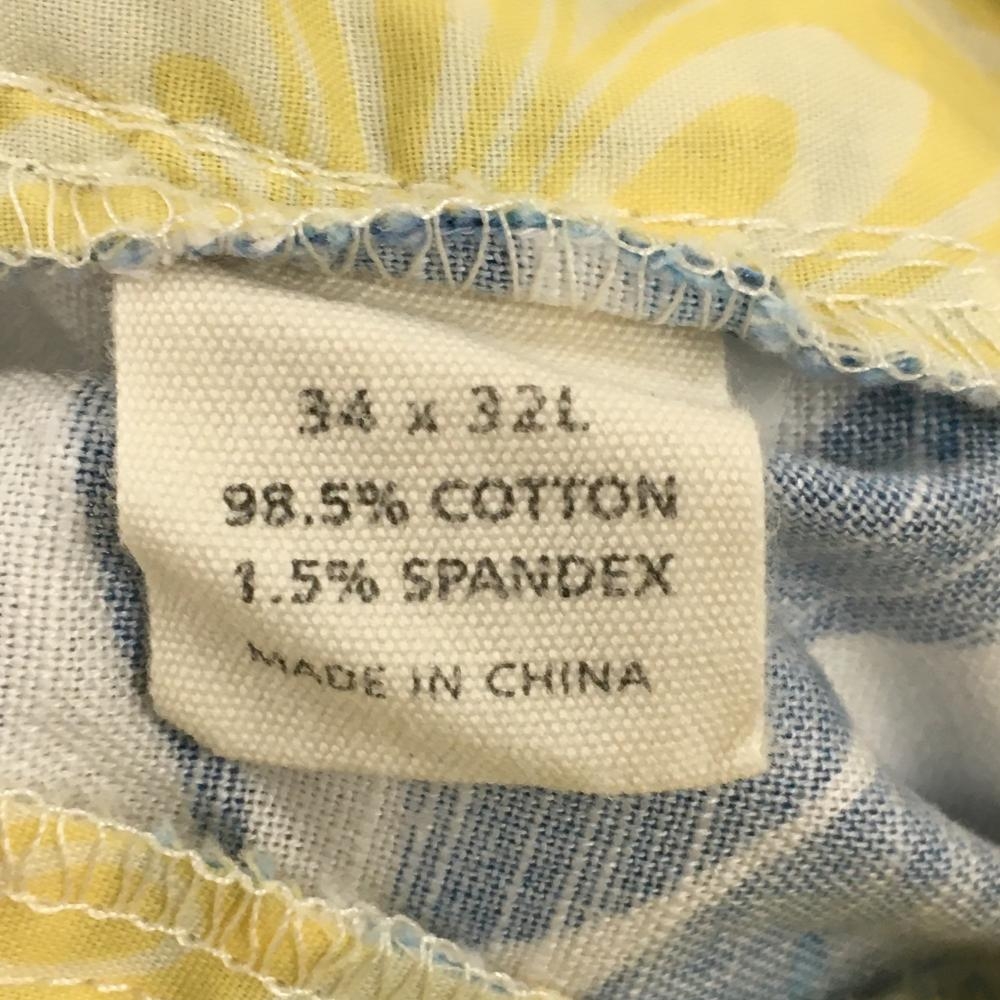 34 x 32L
98.5% COTTON
1.5% SPANDEX
MADE IN CHINA